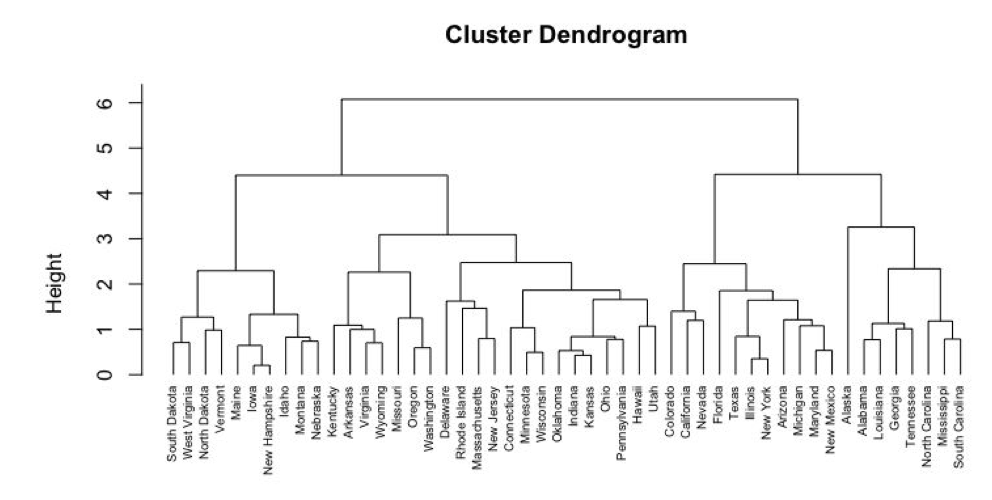 Cluster Dendrogram
Height
6
5
4
3
2
1
0
South Dakota
West Virginia
North Dakota
Vermont
Maine
Iowa
New Hampshire
Idaho
Montana
Nebraska
Kentucky
Arkansas
Virginia
Wyoming
Missouri
Oregon
Washington
Delaware
Rhode Island
Massachusetts
New Jersey
Connecticut
Minnesota
Wisconsin
Oklahoma
Indiana
Kansas
Ohio
Pennsylvania
Hawaii
Utah
Colorado
California
Nevada
Florida
Texas
Illinois
New York
Arizona
Michigan
Maryland
New Mexico
Alaska
Alabama
Louisiana
Georgia
Tennessee
North Carolina
Mississippi
South Carolina